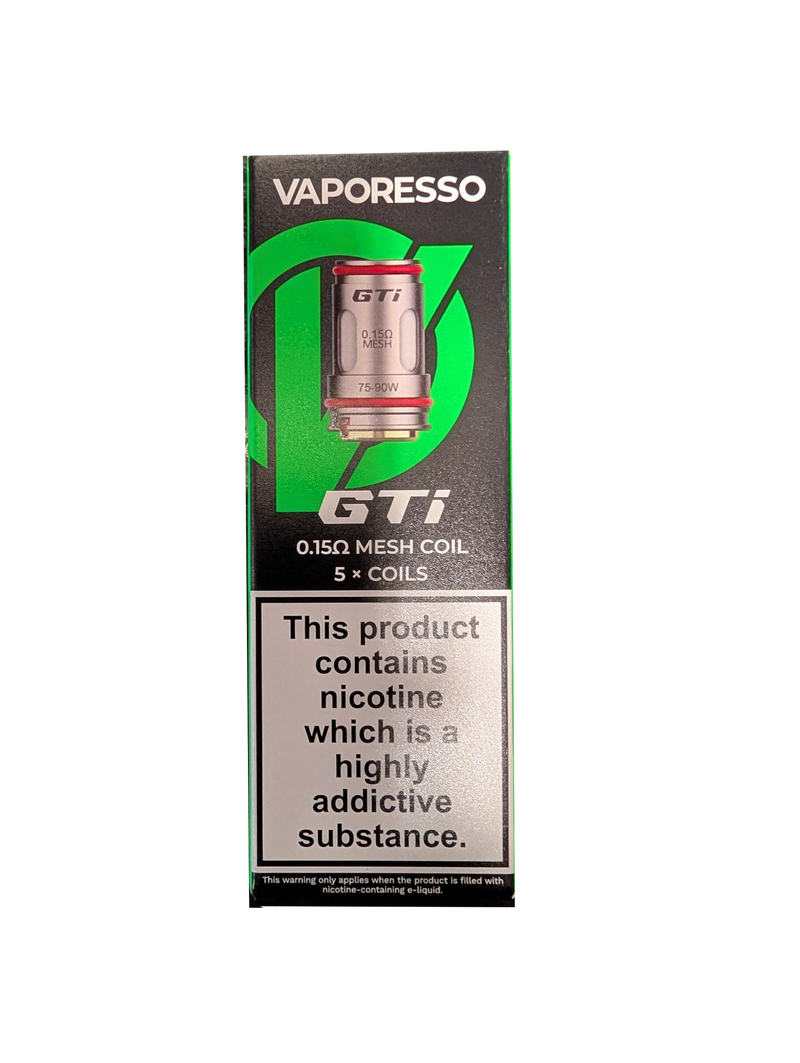 VAPORESSO
GTi
0.15Ω
MESH
75-90W
GTi
0.15Ω MESH COIL
5 × COILS
This product
contains
nicotine
which is a
highly
addictive
substance.
This warning only applies when the product is filled with
nicotine-containing e-liquid.